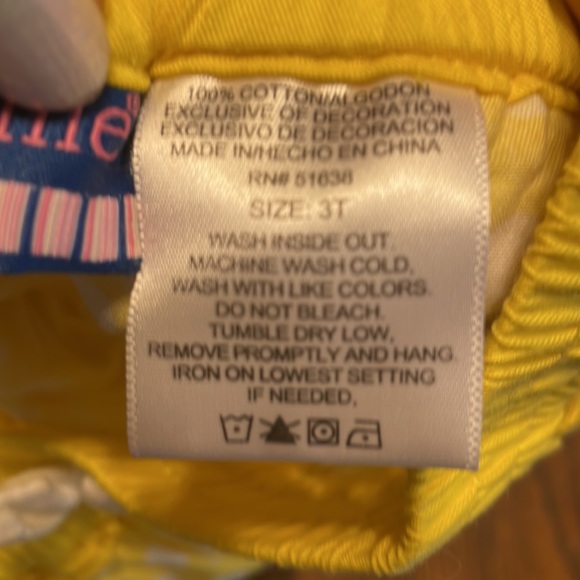 100% COTTON/ALGODON
EXCLUSIVE OF DECORATION
EXCLUSIVO DE DECORACION
MADE IN/HECHO EN CHINA
RN# 51636
SIZE: 3T
WASH INSIDE OUT.
MACHINE WASH COLD,
WASH WITH LIKE COLORS.
DO NOT BLEACH.
TUMBLE DRY LOW,
REMOVE PROMPTLY AND HANG.
IRON ON LOWEST SETTING
IF NEEDED,